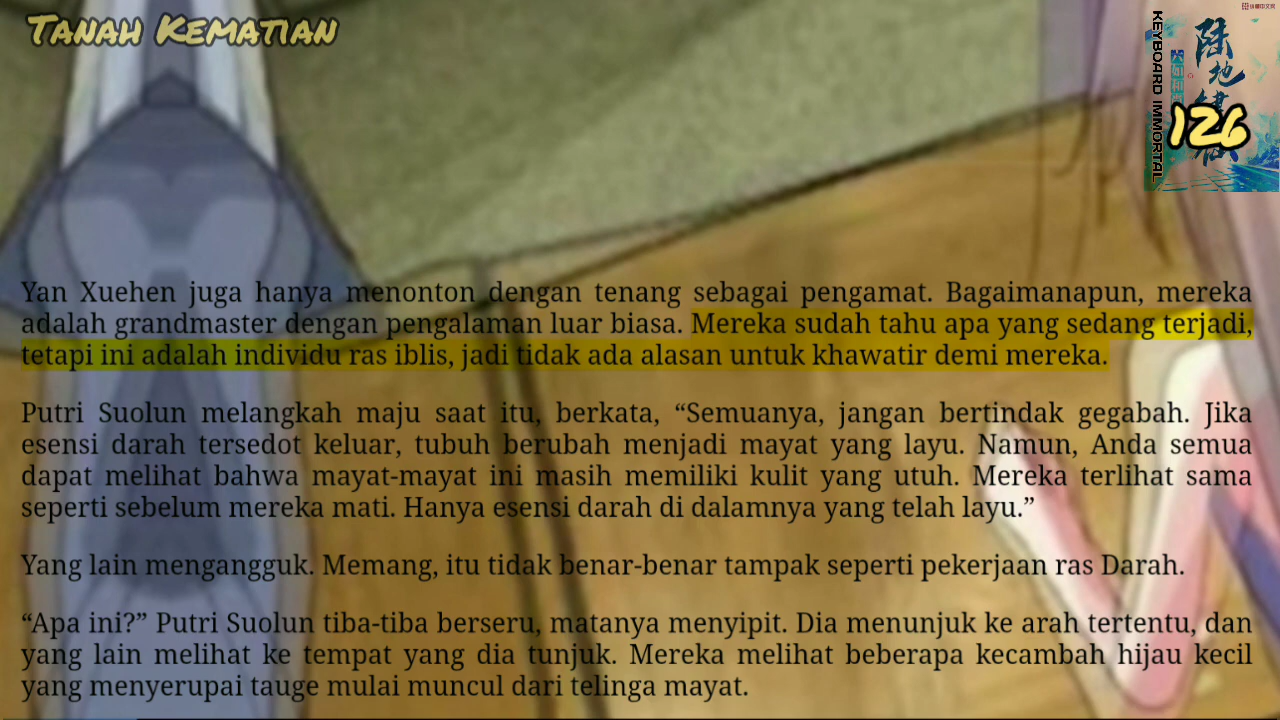 Tanah Kematian
KEYBOARD IMMORTAL
126
Yan Xuehen juga hanya menonton dengan tenang sebagai pengamat. Bagaimanapun, mereka
adalah grandmaster dengan pengalaman luar biasa. Mereka sudah tahu apa yang sedang terjadi,
tetapi ini adalah individu ras iblis, jadi tidak ada alasan untuk khawatir demi mereka.
Putri Suolun melangkah maju saat itu, berkata, “Semuanya, jangan bertindak gegabah. Jika
esensi darah tersedot keluar, tubuh berubah menjadi mayat yang layu. Namun, Anda semua
dapat melihat bahwa mayat-mayat ini masih memiliki kulit yang utuh. Mereka terlihat sama
seperti sebelum mereka mati. Hanya esensi darah di dalamnya yang telah layu.”
Yang lain mengangguk. Memang, itu tidak benar-benar tampak seperti pekerjaan ras Darah.
“Apa ini?” Putri Suolun tiba-tiba berseru, matanya menyipit. Dia menunjuk ke arah tertentu, dan
yang lain melihat ke tempat yang dia tunjuk. Mereka melihat beberapa kecambah hijau kecil
yang menyerupai tauge mulai muncul dari telinga mayat.